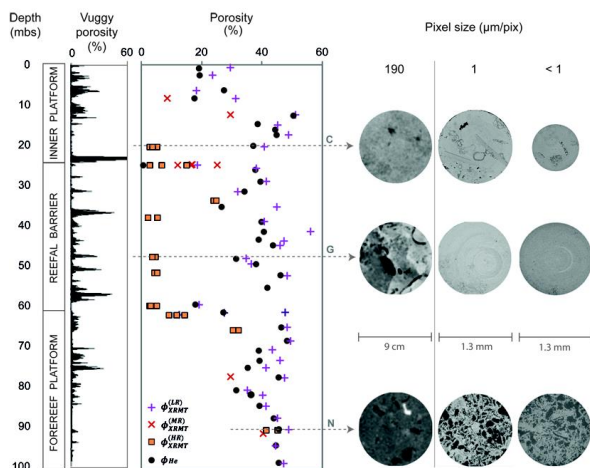 Depth
(mbs)
Vuggy
porosity
(%)
Porosity
(%)
Pixel size (µm/pix)
0 60
0 20 40 60
190 1 < 1
0
10
20
30
40
50
60
70
80
90
100
INNER PLATFORM
REEFAL BARRIER
FOREREEF PLATFORM
C
G
N
9 cm 1.3 mm 1.3 mm
ϕ(LR)XRMT
ϕ(MR)XRMT
ϕ(HR)XRMT
ϕHe